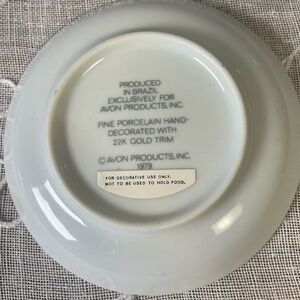 PRODUCED
IN BRAZIL
EXCLUSIVELY FOR
AVON PRODUCTS, INC.
FINE PORCELAIN HAND-
DECORATED WITH
22K GOLD TRIM
© AVON PRODUCTS, INC.
1979
FOR DECORATIVE USE ONLY.
NOT TO BE USED TO HOLD FOOD.